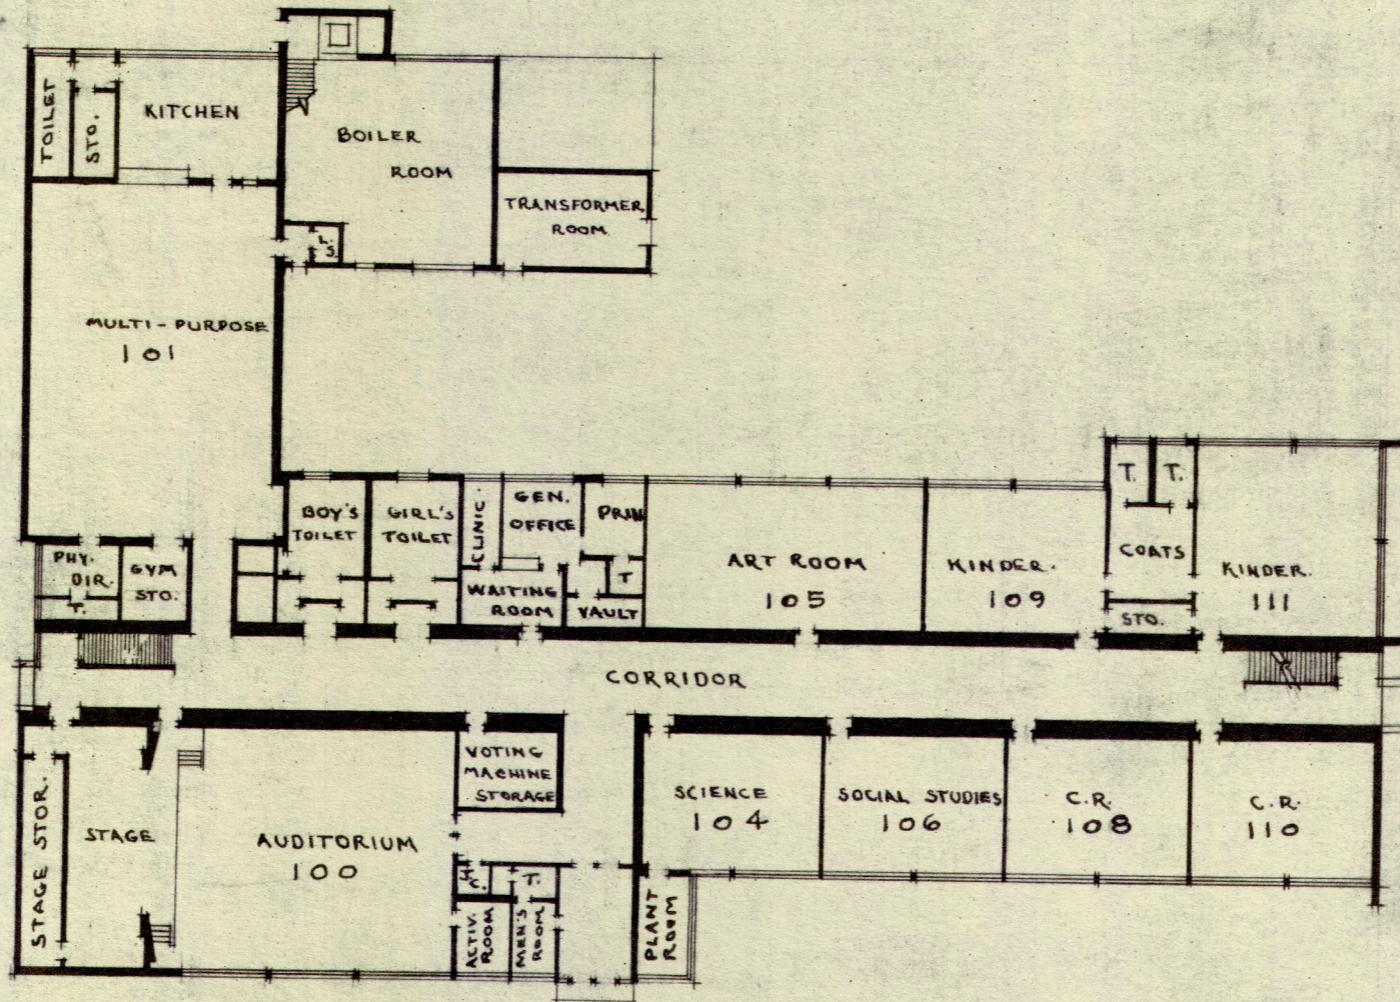 TOILET
STO.
KITCHEN
BOILER
ROOM
TRANSFORMER
ROOM
L.
S.
MULTI-PURPOSE
101
PHY.
DIR.
T.
GYM
STO.
BOY'S
TOILET
GIRL'S
TOILET
CLINIC.
GEN.
OFFICE
PRIN
WAITING
ROOM
T
VAULT
ART ROOM
105
KINDER.
109
T.
T.
COATS
STO.
KINDER.
111
CORRIDOR
STAGE STOR.
STAGE
AUDITORIUM
100
VOTING
MACHINE
STORAGE
T.
ACTIV.
ROOM
MEN'S
ROOM
PLANT
ROOM
SCIENCE
104
SOCIAL STUDIES
106
C.R.
108
C.R.
110